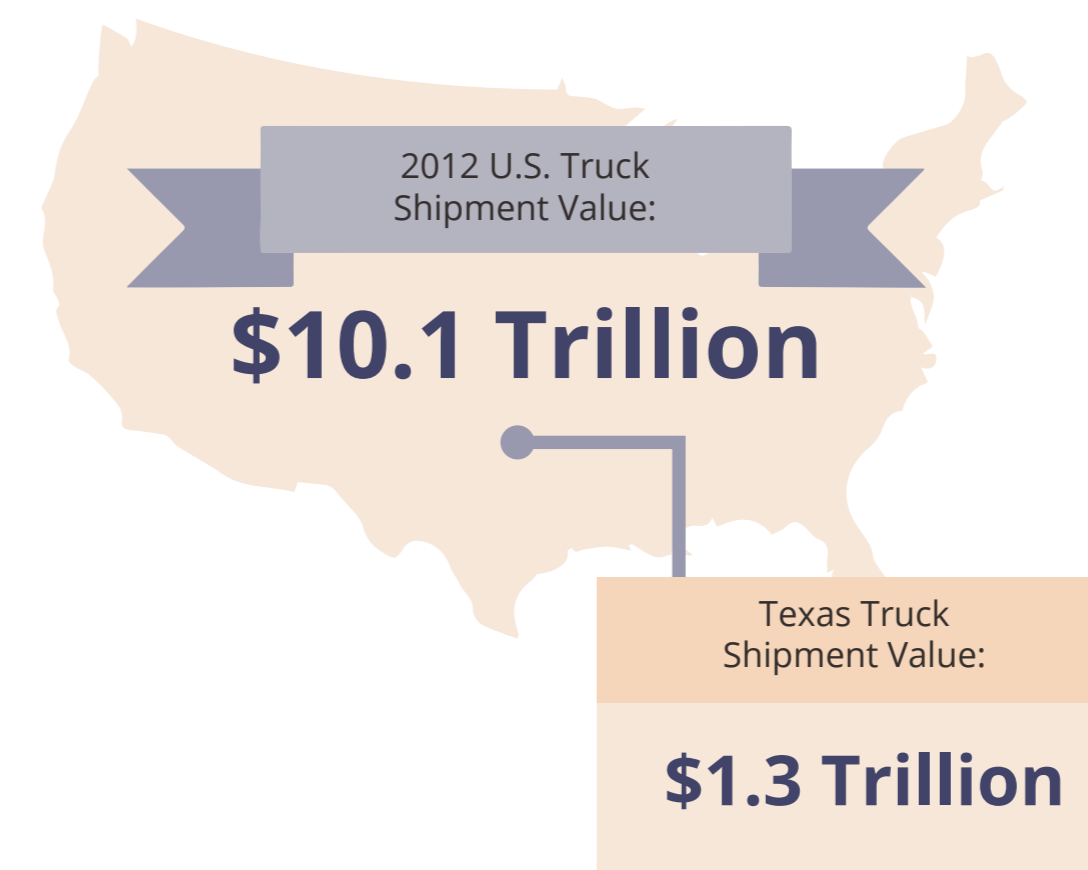 2012 U.S. Truck
Shipment Value:
$10.1 Trillion
Texas Truck
Shipment Value:
$1.3 Trillion